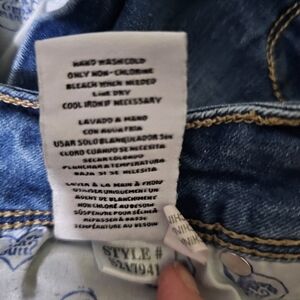 HAND WASH COLD
ONLY NON-CHLORINE
BLEACH WHEN NEEDED
LINE DRY
COOL IRON IF NECESSARY
LAVADO A MANO
CON AGUA FRIA
USAR SOLO BLANQUEADOR SIN
CLORO CUANDO SE NECESITE
SECAR COLGADO
PLANCHAR A TEMPERATURA
BAJA SI SE NECESITA
LAVER À LA MAIN À FROID
UTILISER UNIQUEMENT UN
AGENT DE BLANCHIMENT
NON CHLORÉ AU BESOIN
SUSPENDRE POUR SÉCHER
REPASSER À BASSE
TEMPÉRATURE AU BESOIN
STYLE #